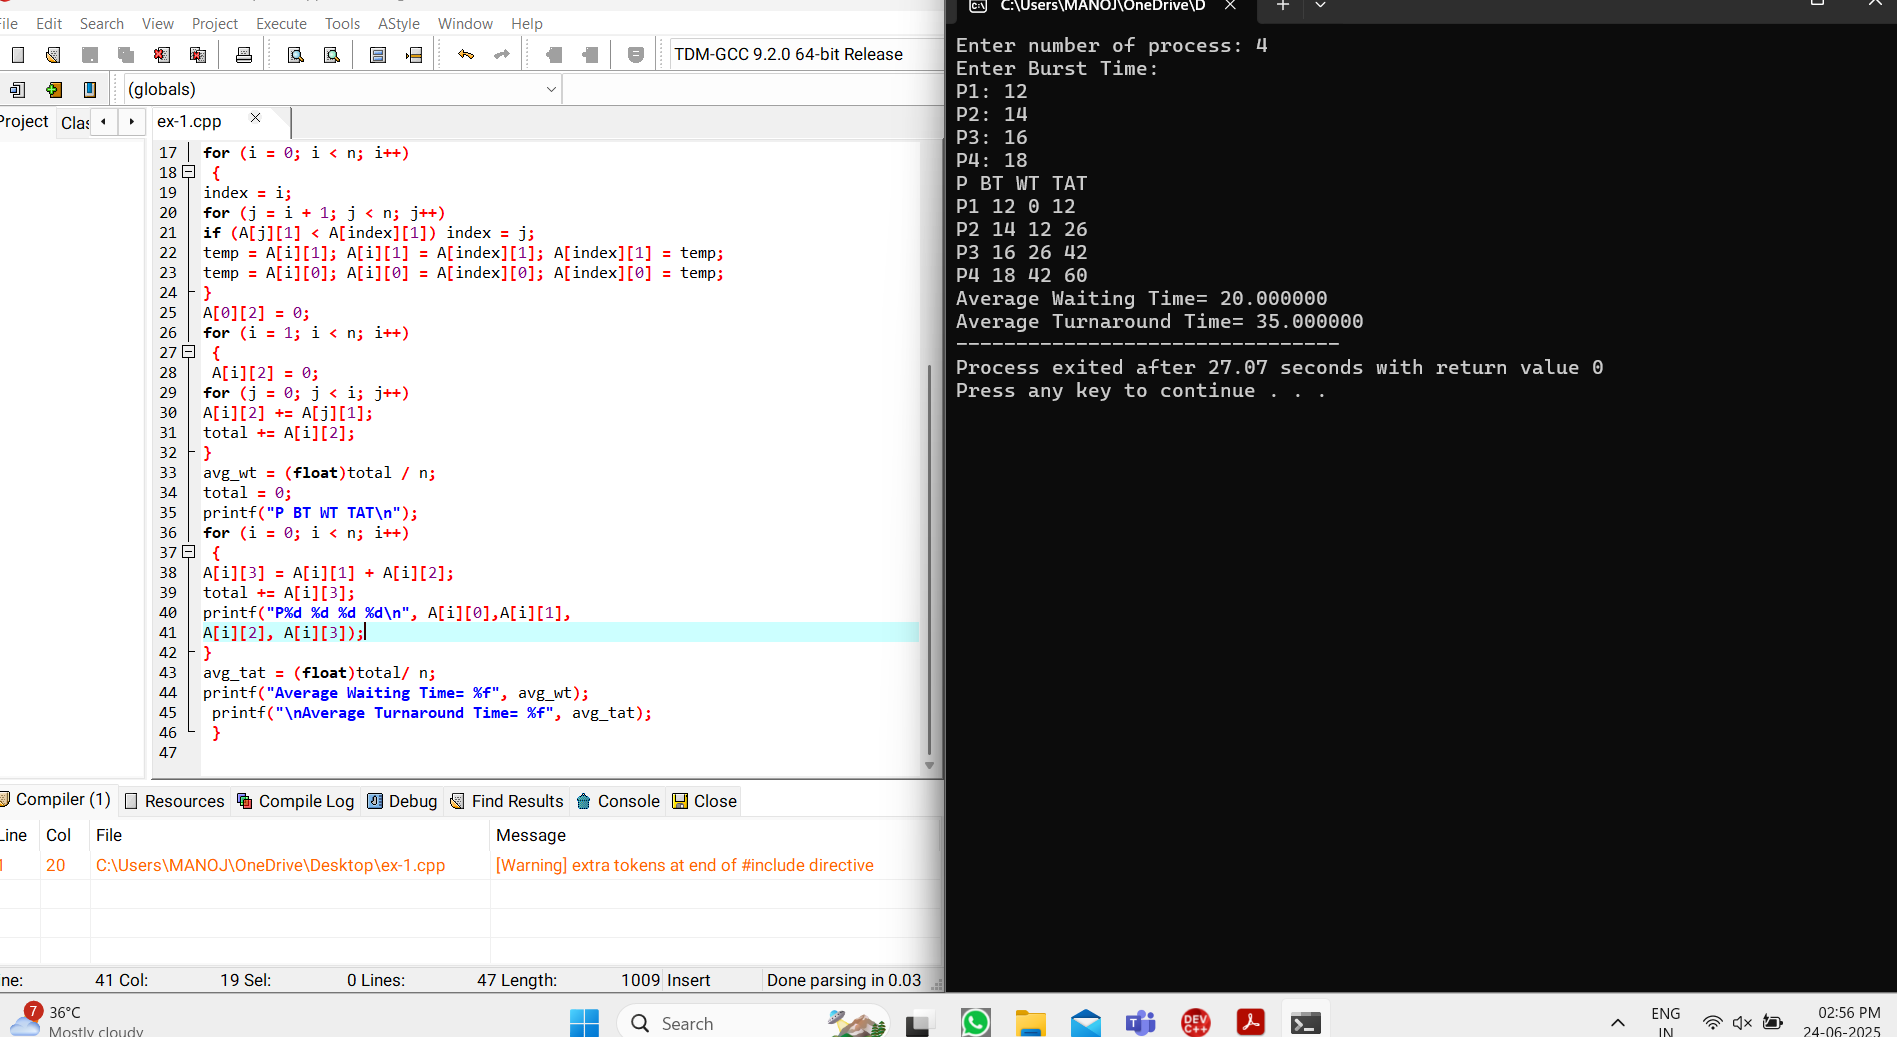 File Edit Search View Project Execute Tools AStyle Window Help
TDM-GCC 9.2.0 64-bit Release
(globals)
Project Clas
ex-1.cpp
17 for (i = 0; i < n; i++)
18 {
19 index = i;
20 for (j = i + 1; j < n; j++)
21 if (A[j][1] < A[index][1]) index = j;
22 temp = A[i][1]; A[i][1] = A[index][1]; A[index][1] = temp;
23 temp = A[i][0]; A[i][0] = A[index][0]; A[index][0] = temp;
24 }
25 A[0][2] = 0;
26 for (i = 1; i < n; i++)
27 {
28 A[i][2] = 0;
29 for (j = 0; j < i; j++)
30 A[i][2] += A[j][1];
31 total += A[i][2];
32 }
33 avg_wt = (float)total / n;
34 total = 0;
35 printf("P BT WT TAT\n");
36 for (i = 0; i < n; i++)
37 {
38 A[i][3] = A[i][1] + A[i][2];
39 total += A[i][3];
40 printf("P%d %d %d %d\n", A[i][0],A[i][1],
41 A[i][2], A[i][3]);
42 }
43 avg_tat = (float)total/ n;
44 printf("Average Waiting Time= %f", avg_wt);
45 printf("\nAverage Turnaround Time= %f", avg_tat);
46 }
47
Compiler (1) Resources Compile Log Debug Find Results Console Close
Line Col File Message
1 20 C:\Users\MANOJ\OneDrive\Desktop\ex-1.cpp [Warning] extra tokens at end of #include directive
ne: 41 Col: 19 Sel: 0 Lines: 47 Length: 1009 Insert Done parsing in 0.03
C:\Users\MANOJ\OneDrive\D
Enter number of process: 4
Enter Burst Time:
P1: 12
P2: 14
P3: 16
P4: 18
P BT WT TAT
P1 12 0 12
P2 14 12 26
P3 16 26 42
P4 18 42 60
Average Waiting Time= 20.000000
Average Turnaround Time= 35.000000
--------------------------------
Process exited after 27.07 seconds with return value 0
Press any key to continue . . .
7
36°C
Mostly cloudy
Search
DEV
C++
ENG
IN
02:56 PM
24-06-2025